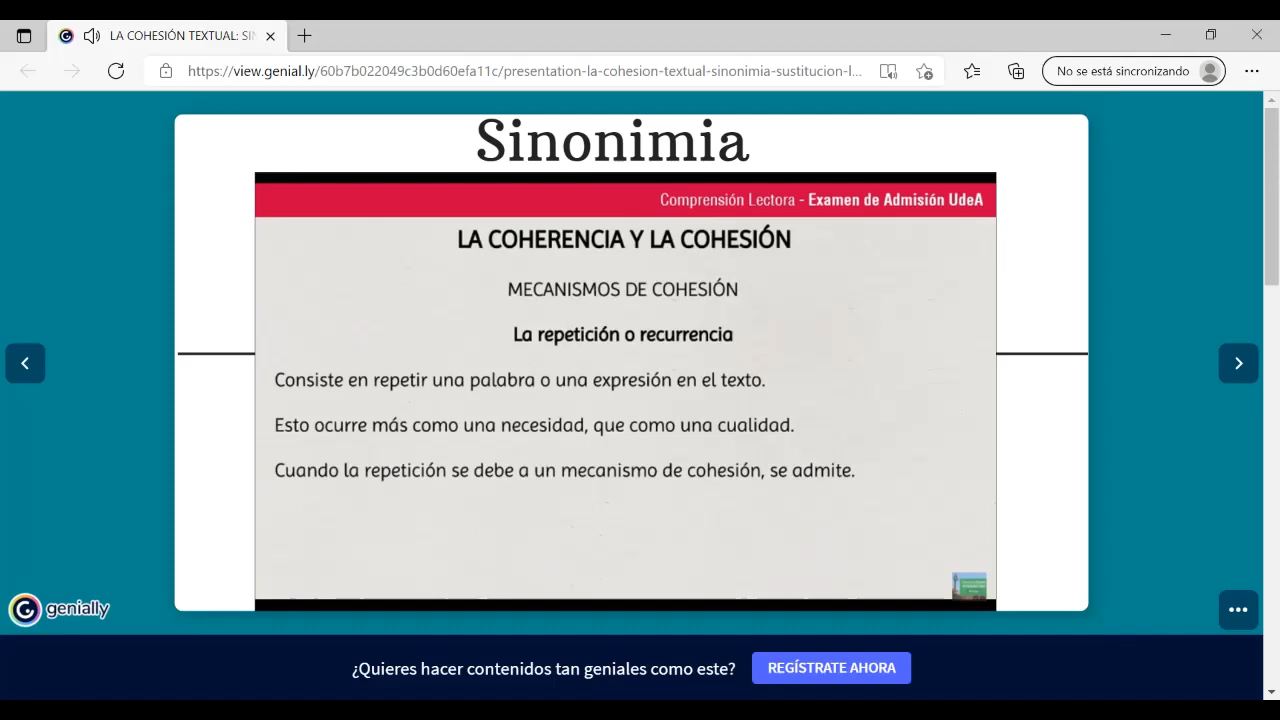 LA COHESIÓN TEXTUAL: SIN
https://view.genial.ly/60b7b022049c3b0d60efa11c/presentation-la-cohesion-textual-sinonimia-sustitucion-l...
No se está sincronizando
Sinonimia
Comprensión Lectora - Examen de Admisión UdeA
LA COHERENCIA Y LA COHESIÓN
MECANISMOS DE COHESIÓN
La repetición o recurrencia
Consiste en repetir una palabra o una expresión en el texto.
Esto ocurre más como una necesidad, que como una cualidad.
Cuando la repetición se debe a un mecanismo de cohesión, se admite.
genially
¿Quieres hacer contenidos tan geniales como este?
REGÍSTRATE AHORA